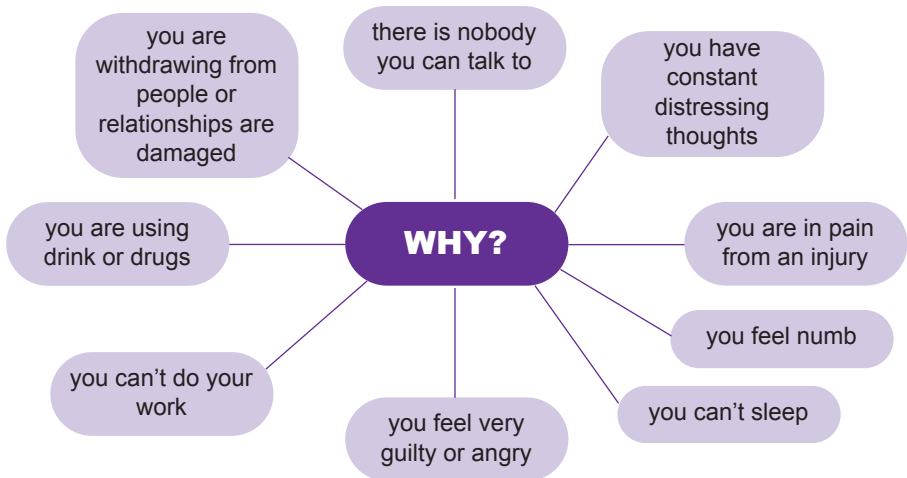 you are
withdrawing from
people or
relationships are
damaged
there is nobody
you can talk to
you have
constant
distressing
thoughts
you are using
drink or drugs
WHY?
you are in pain
from an injury
you feel numb
you can't do your
work
you feel very
guilty or angry
you can't sleep